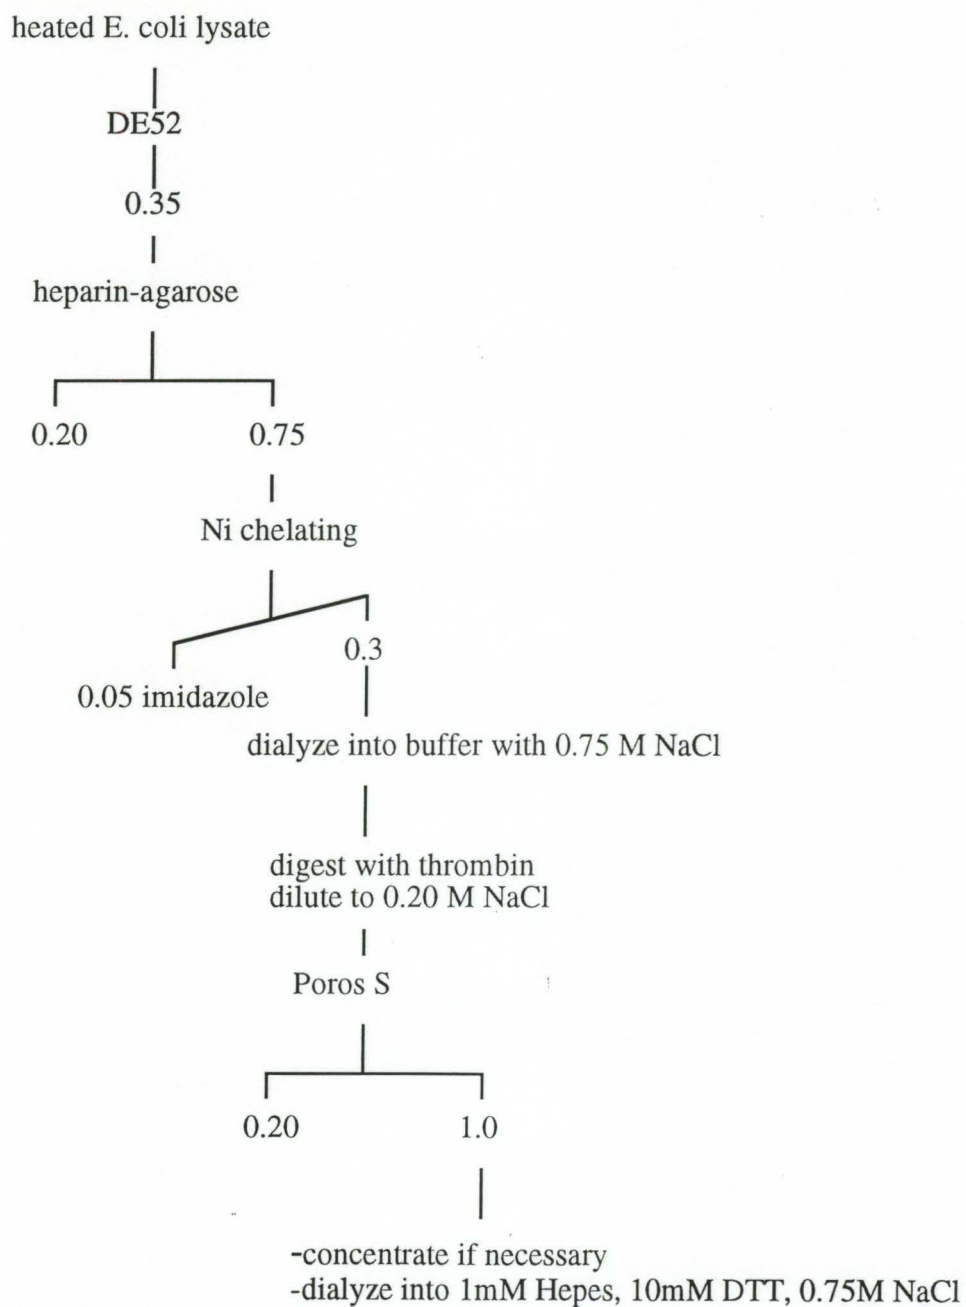 heated E. coli lysate
DE52
0.35
heparin-agarose
0.20 0.75
Ni chelating
0.3
0.05 imidazole
dialyze into buffer with 0.75 M NaCl
digest with thrombin
dilute to 0.20 M NaCl
Poros S
0.20 1.0
-concentrate if necessary
-dialyze into 1mM Hepes, 10mM DTT, 0.75M NaCl